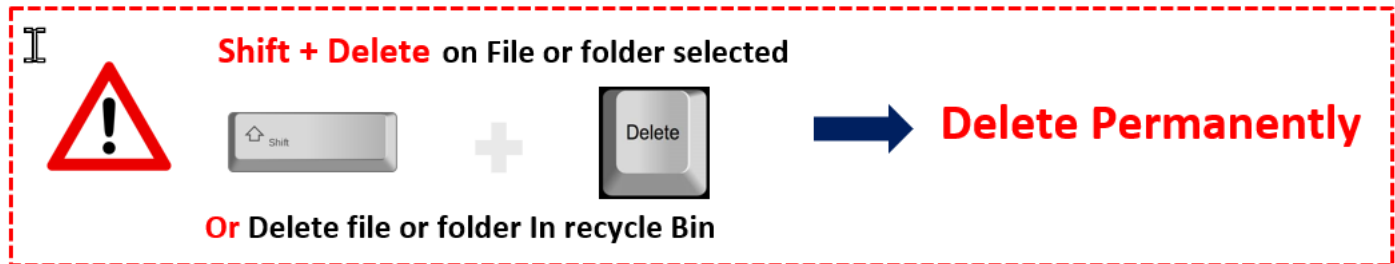 Shift + Delete on File or folder selected
Shift
Delete
Delete Permanently
Or Delete file or folder In recycle Bin